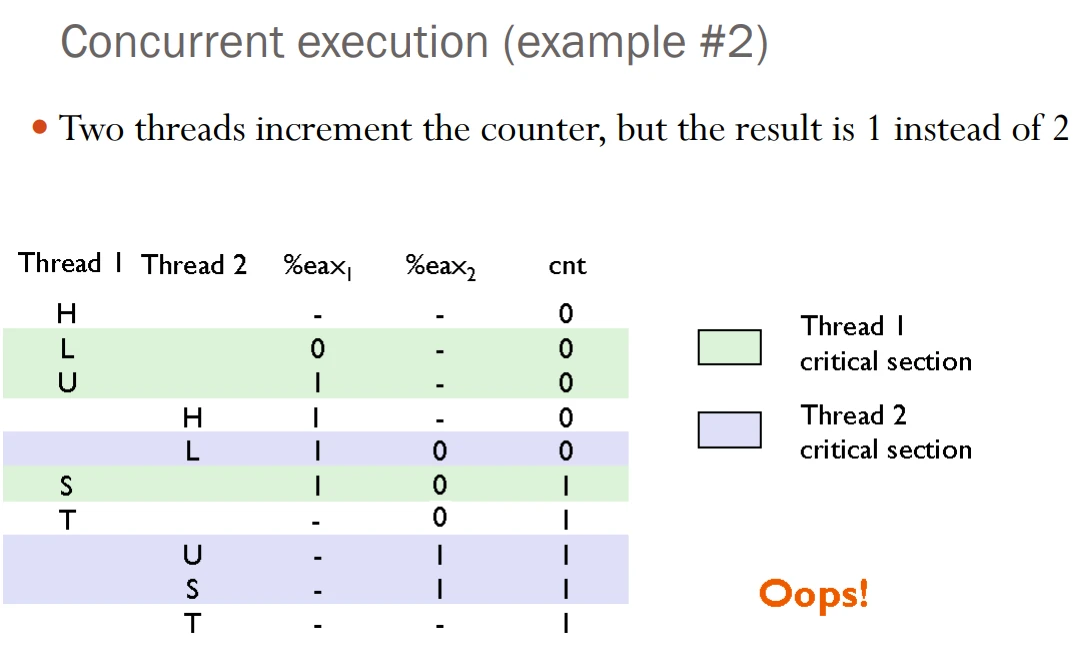 Concurrent execution (example #2)
• Two threads increment the counter, but the result is 1 instead of 2
Thread 1 Thread 2 %eax1 %eax2 cnt
H - - 0
L 0 - 0
U 1 - 0
H 1 - 0
L 1 0 0
S 1 0 1
T - 0 1
U - 1 1
S - 1 1
T - - 1
Thread 1
critical section
Thread 2
critical section
Oops!